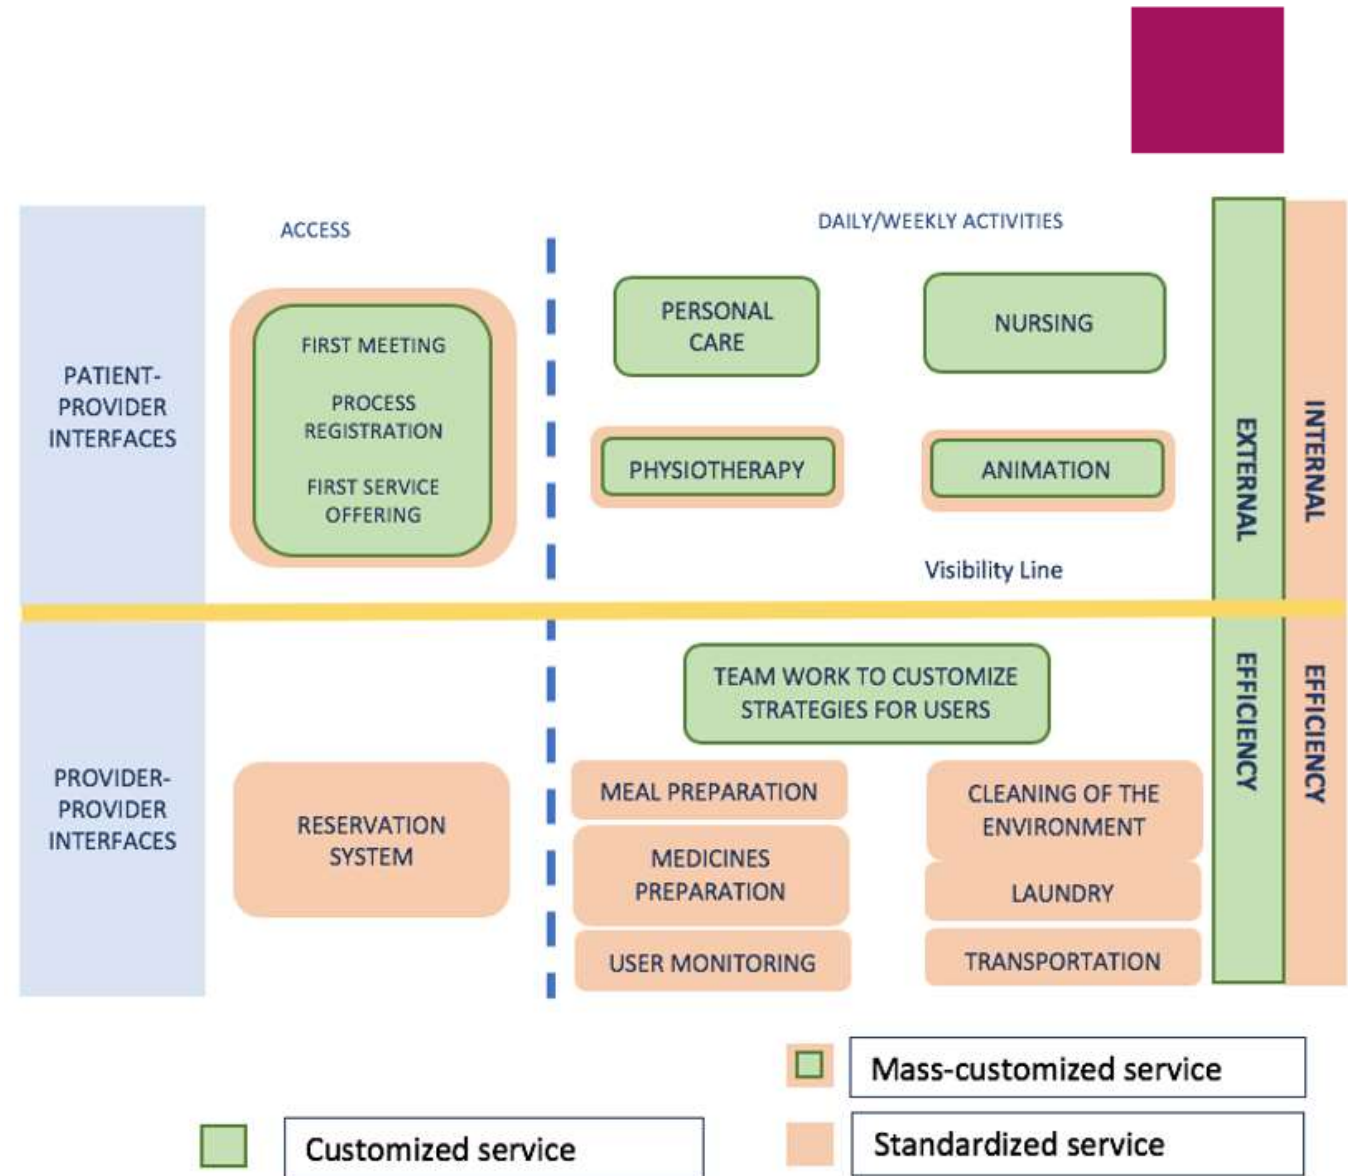 ACCESS
DAILY/WEEKLY ACTIVITIES
PATIENT-
PROVIDER
INTERFACES
FIRST MEETING
PROCESS
REGISTRATION
FIRST SERVICE
OFFERING
PERSONAL
CARE
NURSING
PHYSIOTHERAPY
ANIMATION
Visibility Line
EXTERNAL
INTERNAL
PROVIDER-
PROVIDER
INTERFACES
RESERVATION
SYSTEM
TEAM WORK TO CUSTOMIZE
STRATEGIES FOR USERS
MEAL PREPARATION
MEDICINES
PREPARATION
USER MONITORING
CLEANING OF THE
ENVIRONMENT
LAUNDRY
TRANSPORTATION
EFFICIENCY
EFFICIENCY
Mass-customized service
Customized service
Standardized service